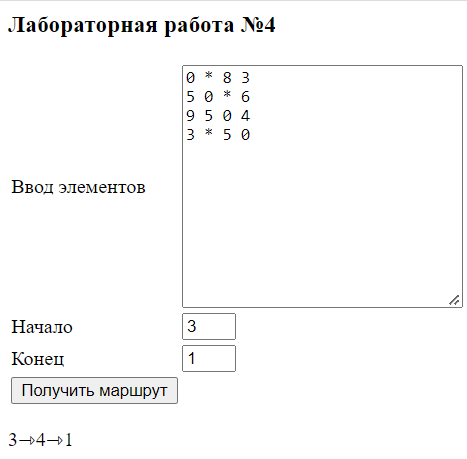 Лабораторная работа №4
0 * 8 3
5 0 * 6
9 5 0 4
3 * 5 0
Ввод элементов
Начало 3
Конец 1
Получить маршрут
3→4→1